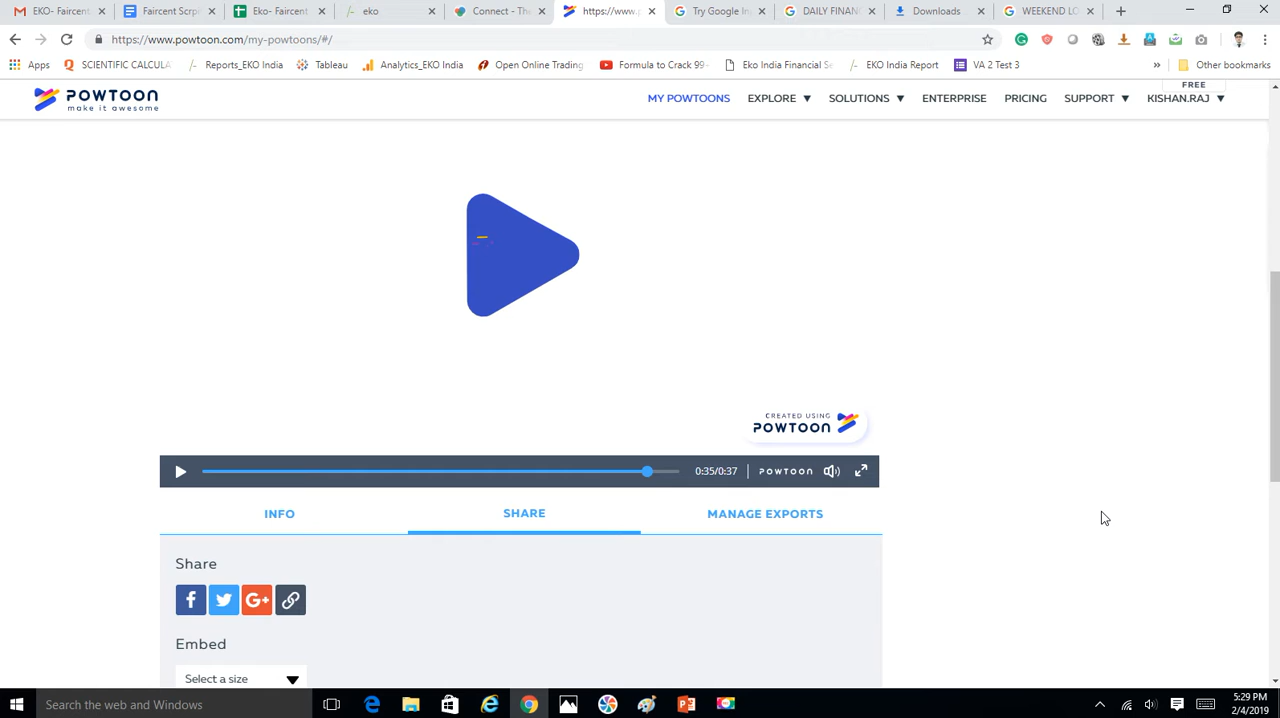 EKO- Faircent
Faircent Scrip
Eko- Faircent
eko
Connect - The
https://www.p
Try Google In
DAILY FINAN
Downloads
WEEKEND LO
https://www.powtoon.com/my-powtoons/#/
Apps
SCIENTIFIC CALCULA
Reports_EKO India
Tableau
Analytics_EKO India
Open Online Trading
Formula to Crack 99
Eko India Financial Se
EKO India Report
VA 2 Test 3
»
Other bookmarks
POWTOON
make it awesome
MY POWTOONS
EXPLORE
SOLUTIONS
ENTERPRISE
PRICING
SUPPORT
FREE
KISHAN.RAJ
CREATED USING
POWTOON
0:35/0:37
POWTOON
INFO
SHARE
MANAGE EXPORTS
Share
f
G+
Embed
Select a size
Search the web and Windows
5:29 PM
2/4/2019